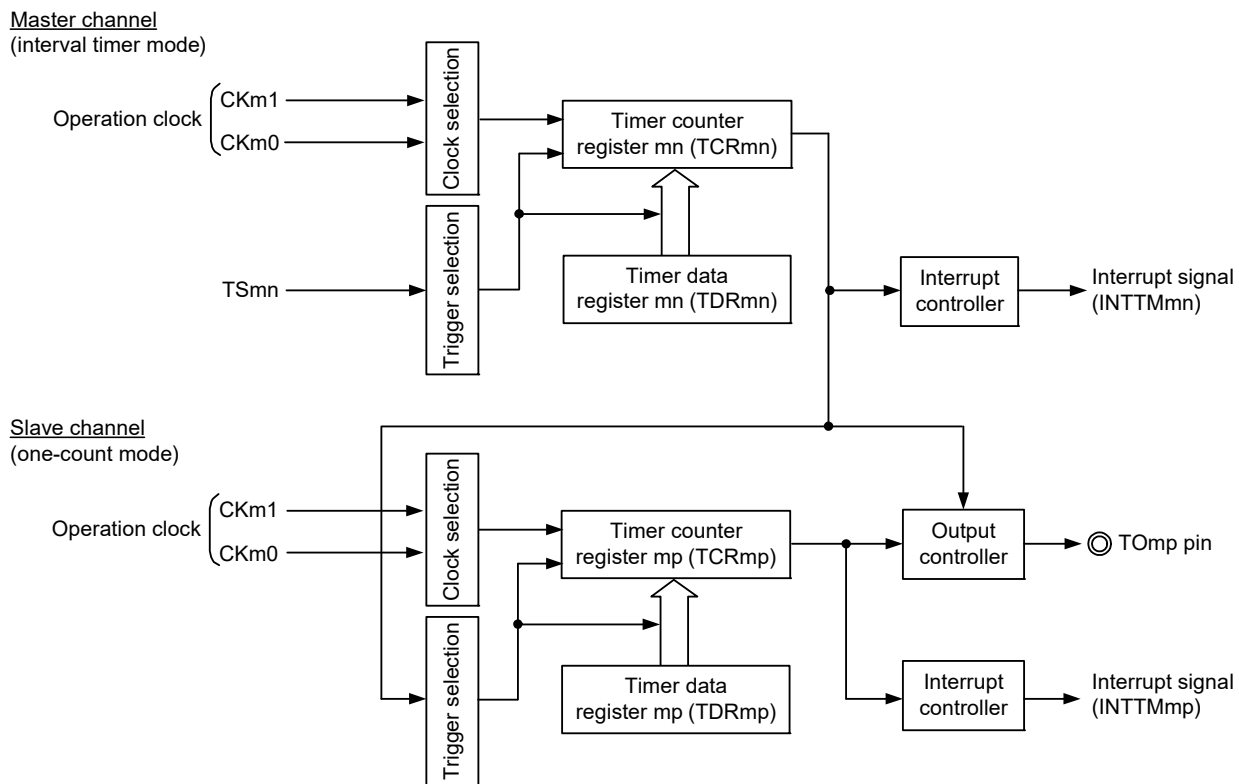 Master channel
(interval timer mode)
Operation clock
CKm1
CKm0
Clock selection
Timer counter
register mn (TCRmn)
TSmn
Trigger selection
Timer data
register mn (TDRmn)
Interrupt
controller
Interrupt signal
(INTTMmn)
Slave channel
(one-count mode)
Operation clock
CKm1
CKm0
Clock selection
Timer counter
register mp (TCRmp)
Output
controller
TOmp pin
Trigger selection
Timer data
register mp (TDRmp)
Interrupt
controller
Interrupt signal
(INTTMmp)